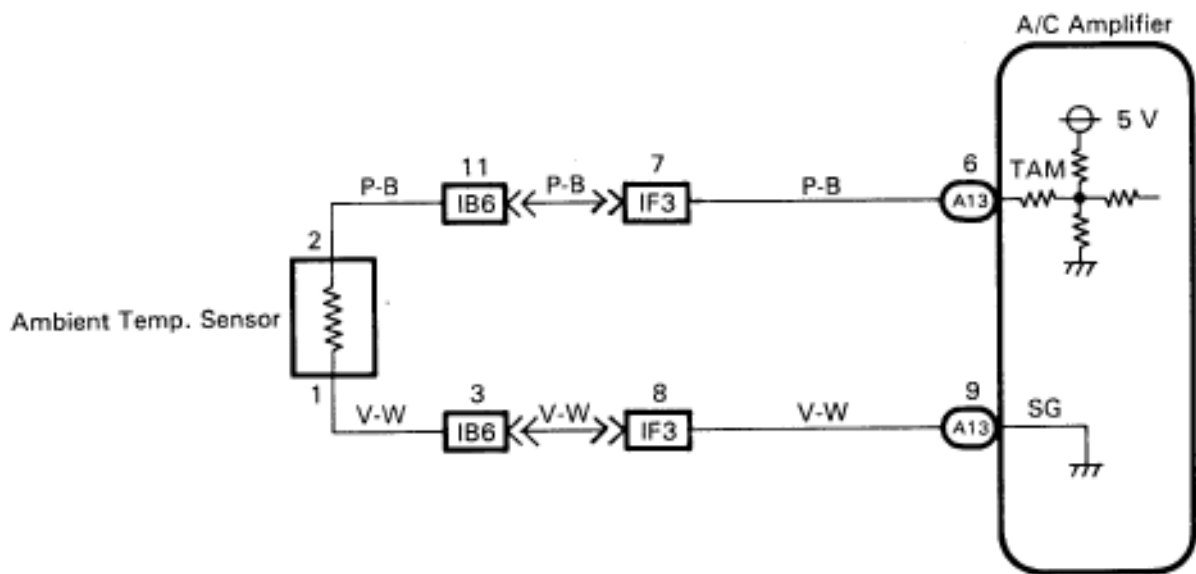 A/C Amplifier
5 V
11 7 6 TAM
P-B P-B P-B
IB6 IF3 A13
2
Ambient Temp. Sensor
1
3 8 9 SG
V-W V-W V-W
IB6 IF3 A13